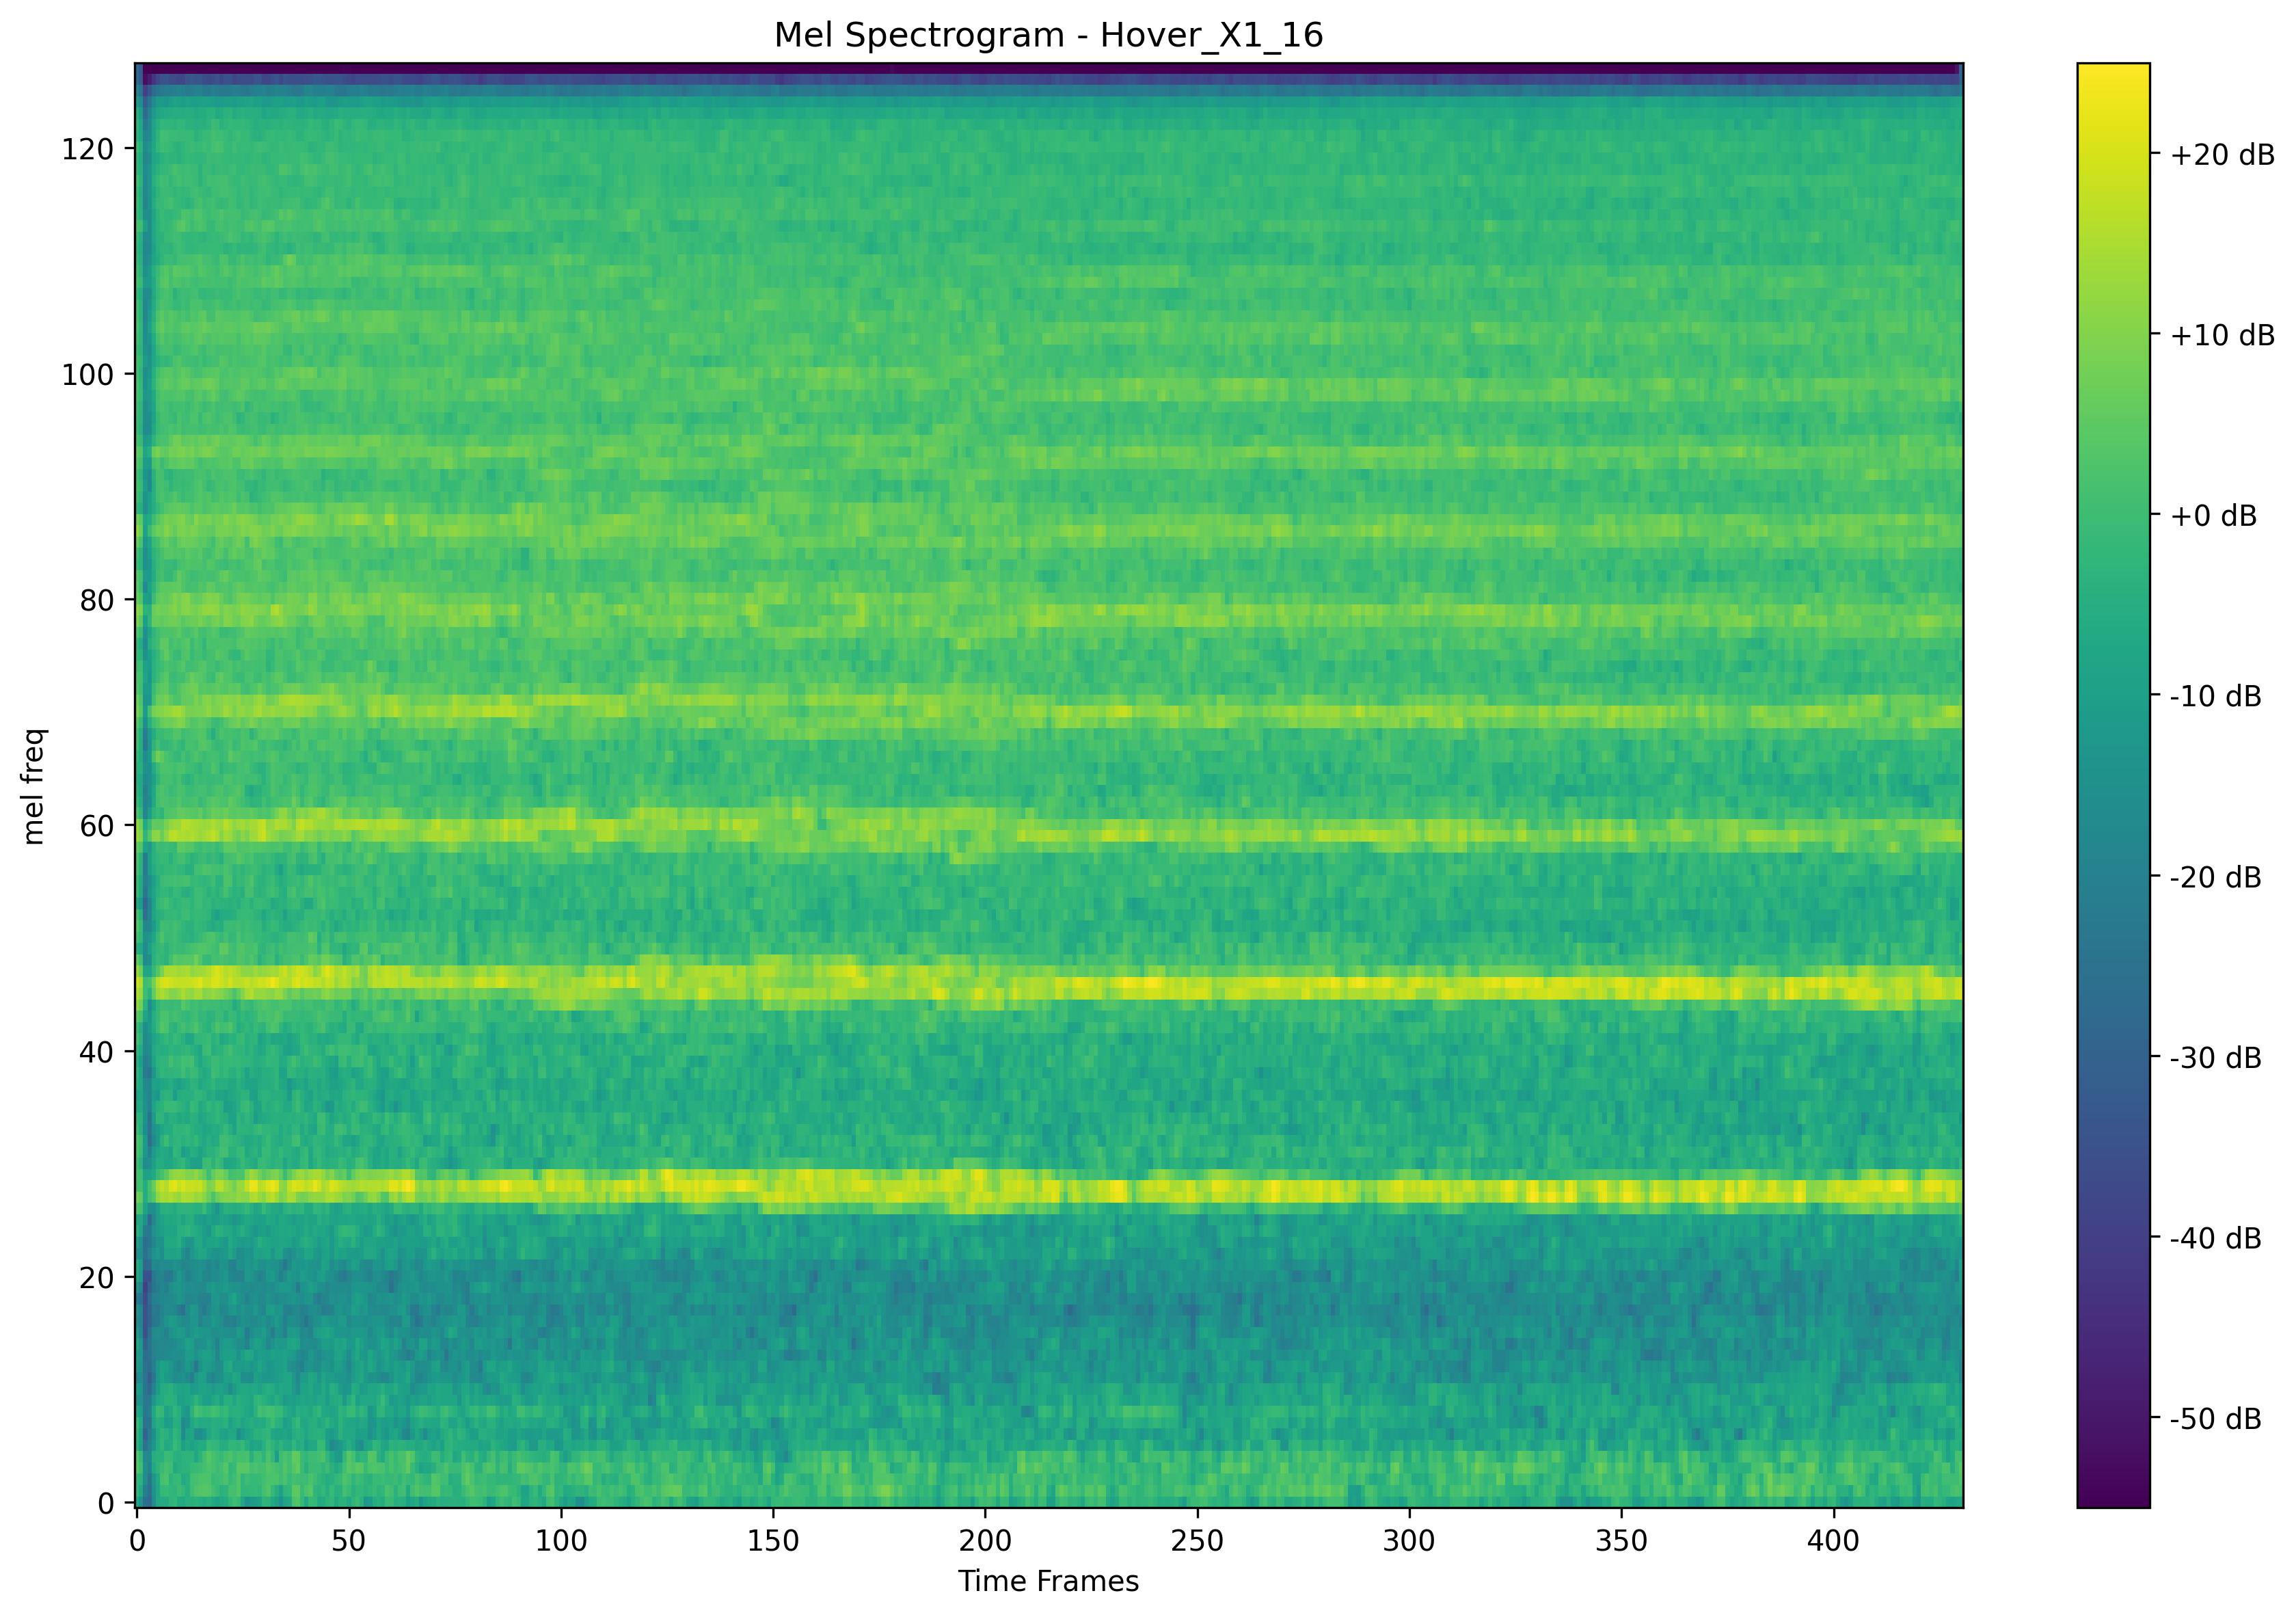 Mel Spectrogram - Hover_X1_16
mel freq
120
100
80
60
40
20
0
0 50 100 150 200 250 300 350 400
Time Frames
+20 dB
+10 dB
+0 dB
-10 dB
-20 dB
-30 dB
-40 dB
-50 dB